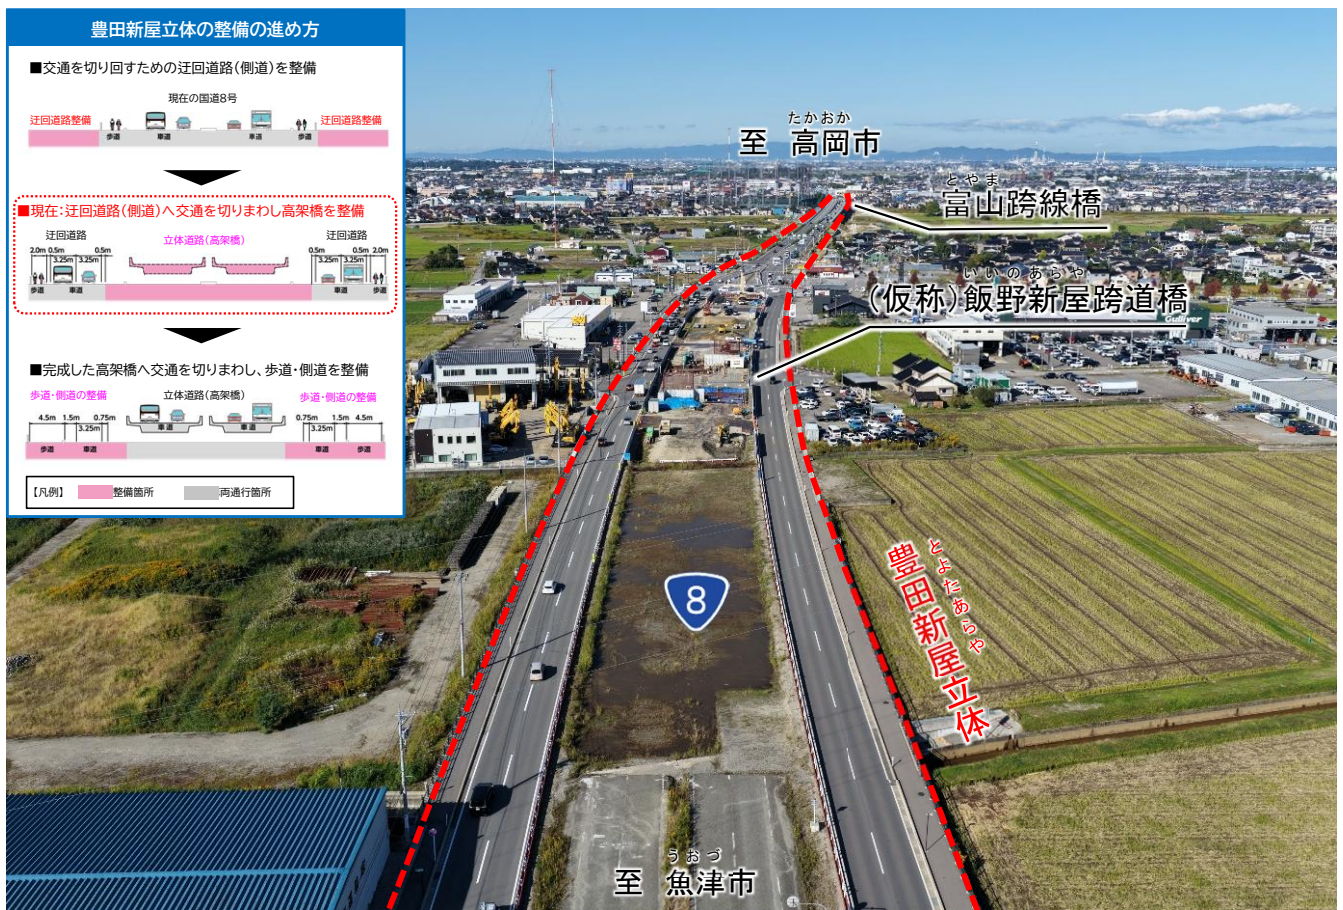 豊田新屋立体の整備の進め方
■交通を切り回すための迂回道路(側道)を整備
現在の国道8号
迂回道路整備
迂回道路整備
歩道
車道
車道
歩道
■現在:迂回道路(側道)へ交通を切りまわし高架橋を整備
迂回道路
立体道路(高架橋)
迂回道路
2.0m
0.5m
0.5m
0.5m
0.5m
2.0m
3.25m
3.25m
3.25m
3.25m
歩道
車道
車道
歩道
■完成した高架橋へ交通を切りまわし、歩道・側道を整備
歩道・側道の整備
立体道路(高架橋)
歩道・側道の整備
4.5m
1.5m
0.75m
0.75m
1.5m
4.5m
3.25m
3.25m
車道
車道
歩道
車道
車道
歩道
【凡例】
整備箇所
両通行箇所
たかおか
至 高岡市
とやま
富山跨線橋
いいのあらや
(仮称)飯野新屋跨道橋
Gulliver
8
とよたあらや
豊田新屋立体
うおづ
至 魚津市